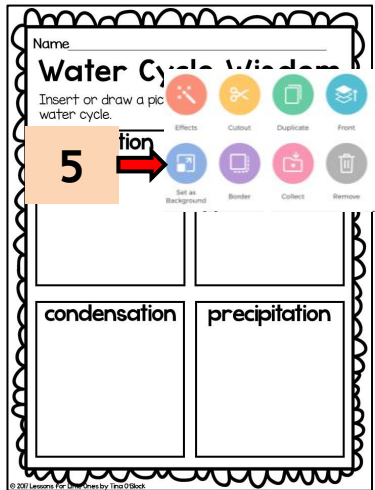 Name
Water Cycle Wisdom
Insert or draw a pic
water cycle.
Effects Cutout Duplicate Front
5
tion
Set as Background Border Collect Remove
condensation precipitation
© 2017 Lessons For Little Ones by Tina O'Block